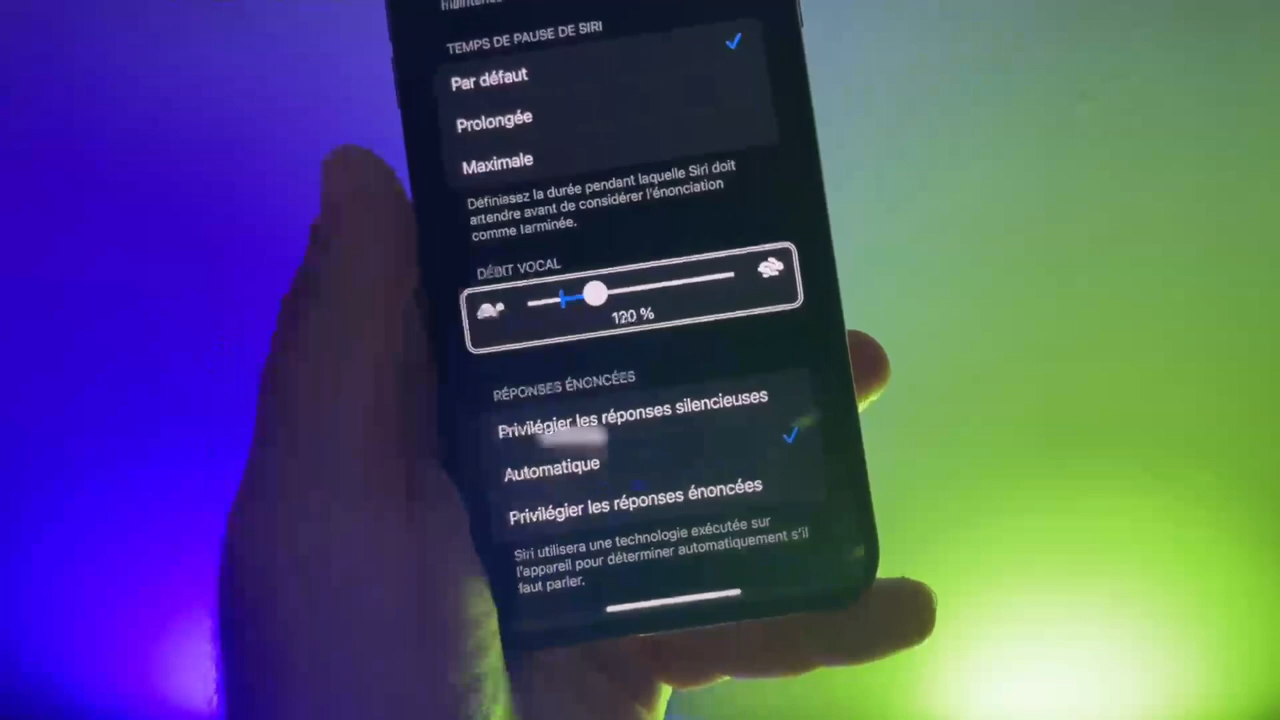 TEMPS DE PAUSE DE SIRI
Par défaut
Prolongée
Maximale
Définissez la durée pendant laquelle Siri doit
attendre avant de considérer l'énonciation
comme terminée.
DÉBIT VOCAL
120 %
RÉPONSES ÉNONCÉES
Privilégier les réponses silencieuses
Automatique
Privilégier les réponses énoncées
Siri utilisera une technologie exécutée sur
l'appareil pour déterminer automatiquement s'il
faut parler.